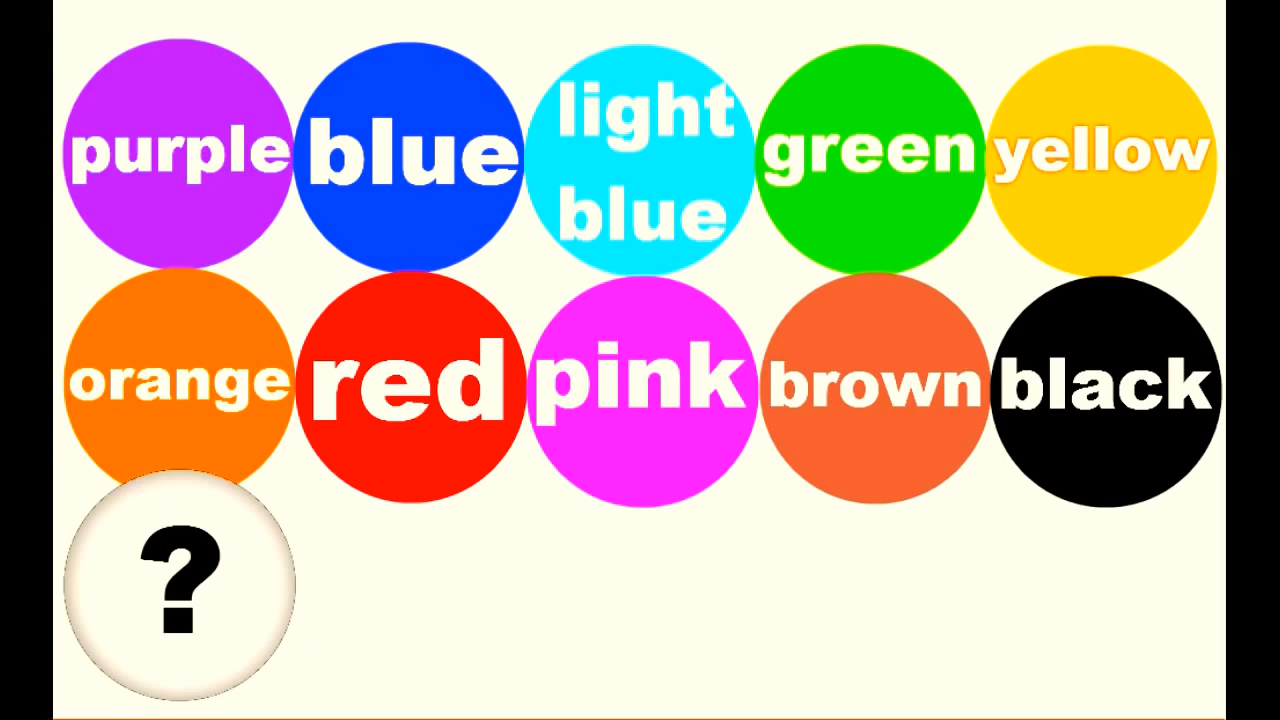 purple
blue
light
blue
green
yellow
orange
red
pink
brown
black
?